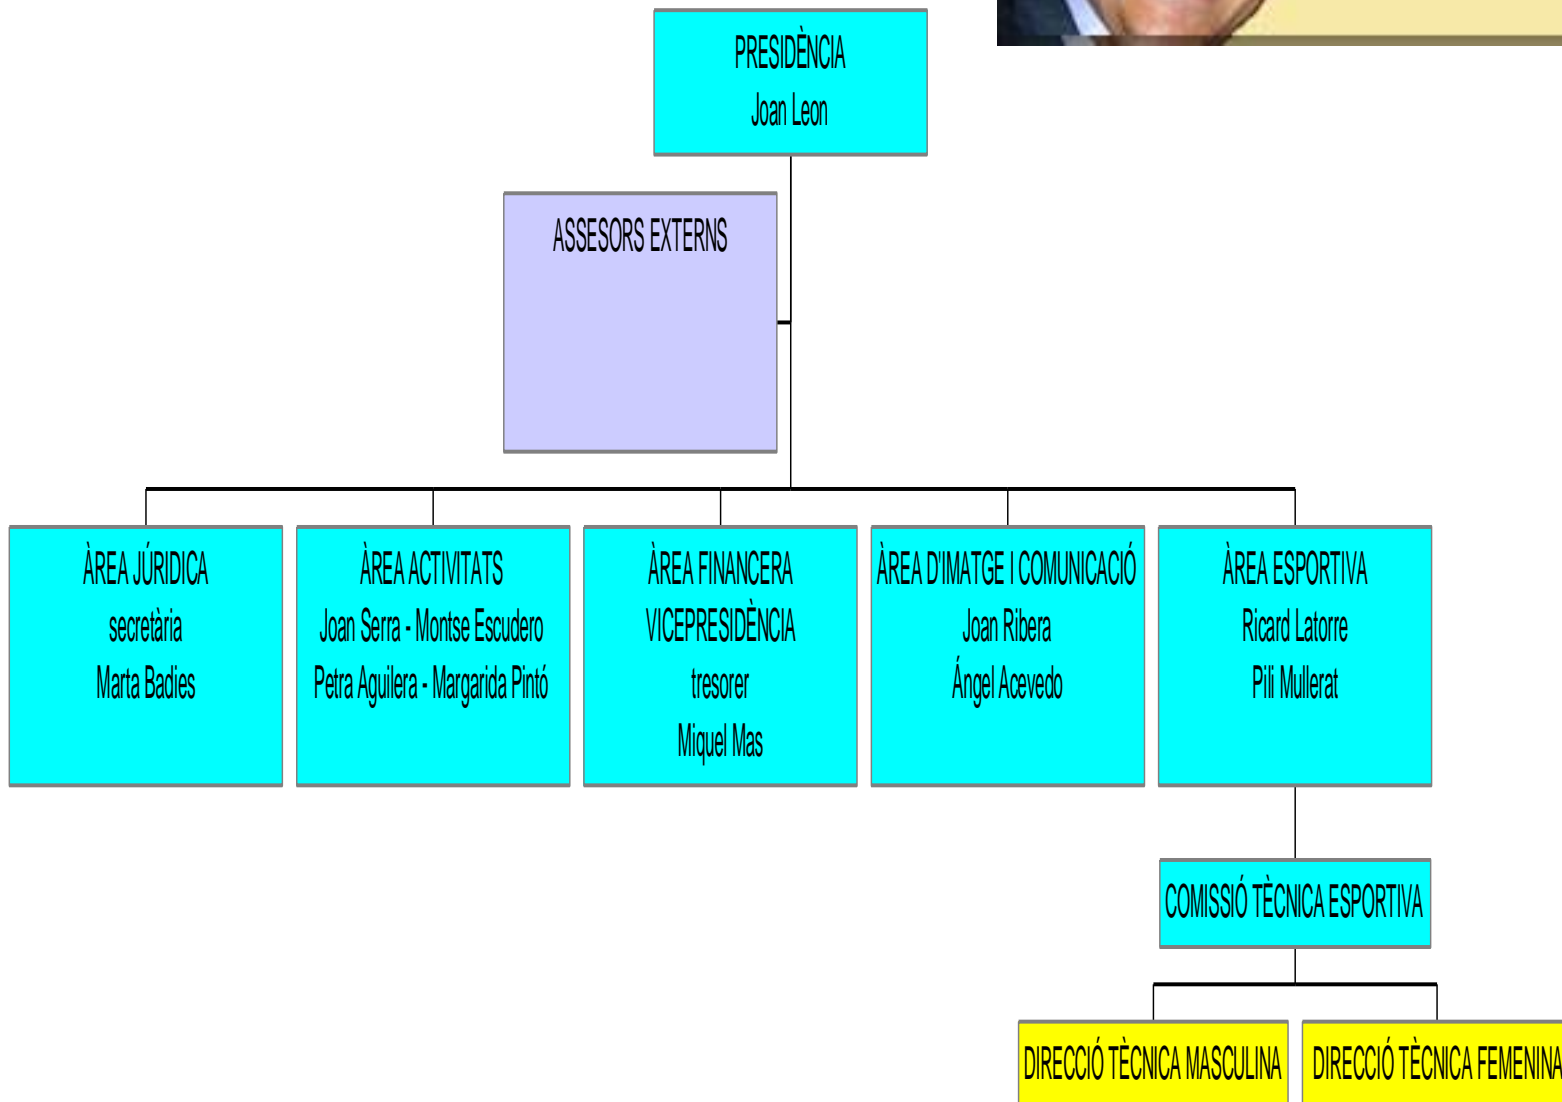 PRESIDÈNCIA
Joan Leon
ASSESORS EXTERNS
ÀREA JÚRIDICA
secretària
Marta Badies
ÀREA ACTIVITATS
Joan Serra - Montse Escudero
Petra Aguilera - Margarida Pintó
ÀREA FINANCERA
VICEPRESIDÈNCIA
tresorer
Miquel Mas
ÀREA D'IMATGE I COMUNICACIÓ
Joan Ribera
Ángel Acevedo
ÀREA ESPORTIVA
Ricard Latorre
Pili Mullerat
COMISSIÓ TÈCNICA ESPORTIVA
DIRECCIÓ TÈCNICA MASCULINA
DIRECCIÓ TÈCNICA FEMENINA